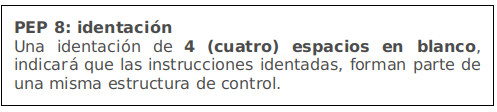 PEP 8: identación
Una identación de 4 (cuatro) espacios en blanco,
indicará que las instrucciones identadas, forman parte de
una misma estructura de control.